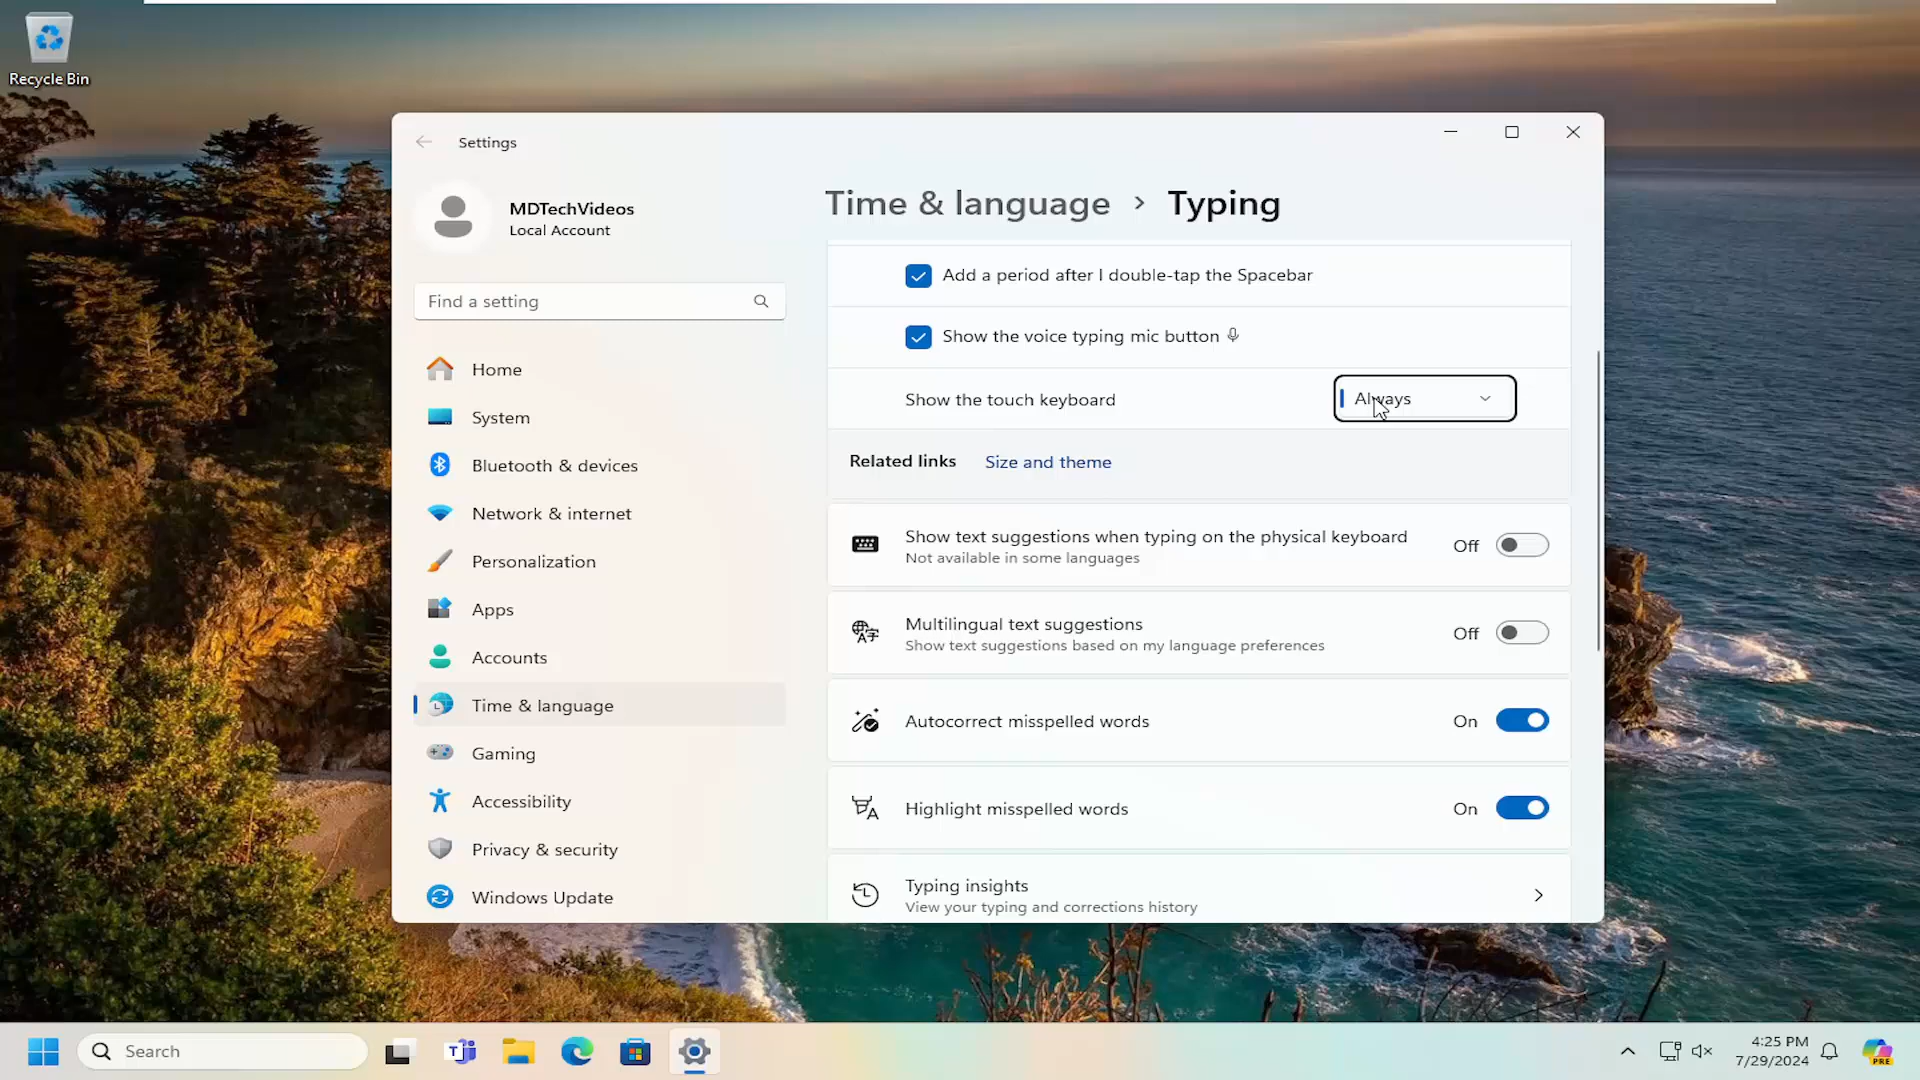 Recycle Bin
Settings
MDTechVideos
Local Account
Find a setting
Home
System
Bluetooth & devices
Network & internet
Personalization
Apps
Accounts
Time & language
Gaming
Accessibility
Privacy & security
Windows Update
Time & language > Typing
Add a period after I double-tap the Spacebar
Show the voice typing mic button
Show the touch keyboard
Always
Related links Size and theme
Show text suggestions when typing on the physical keyboard
Not available in some languages
Off
Multilingual text suggestions
Show text suggestions based on my language preferences
Off
Autocorrect misspelled words
On
Highlight misspelled words
On
Typing insights
View your typing and corrections history
Search
4:25 PM
7/29/2024
PRE